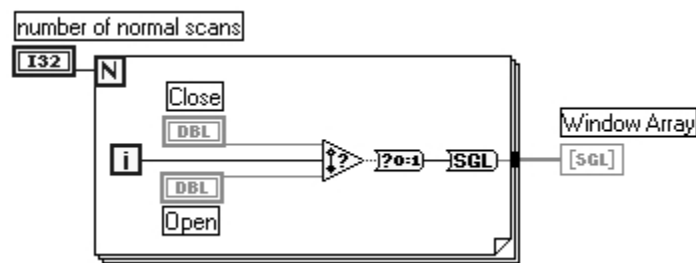 number of normal scans
I32
N
Close
DBL
Window Array
i
?
?0:1
SGL
[SGL]
DBL
Open